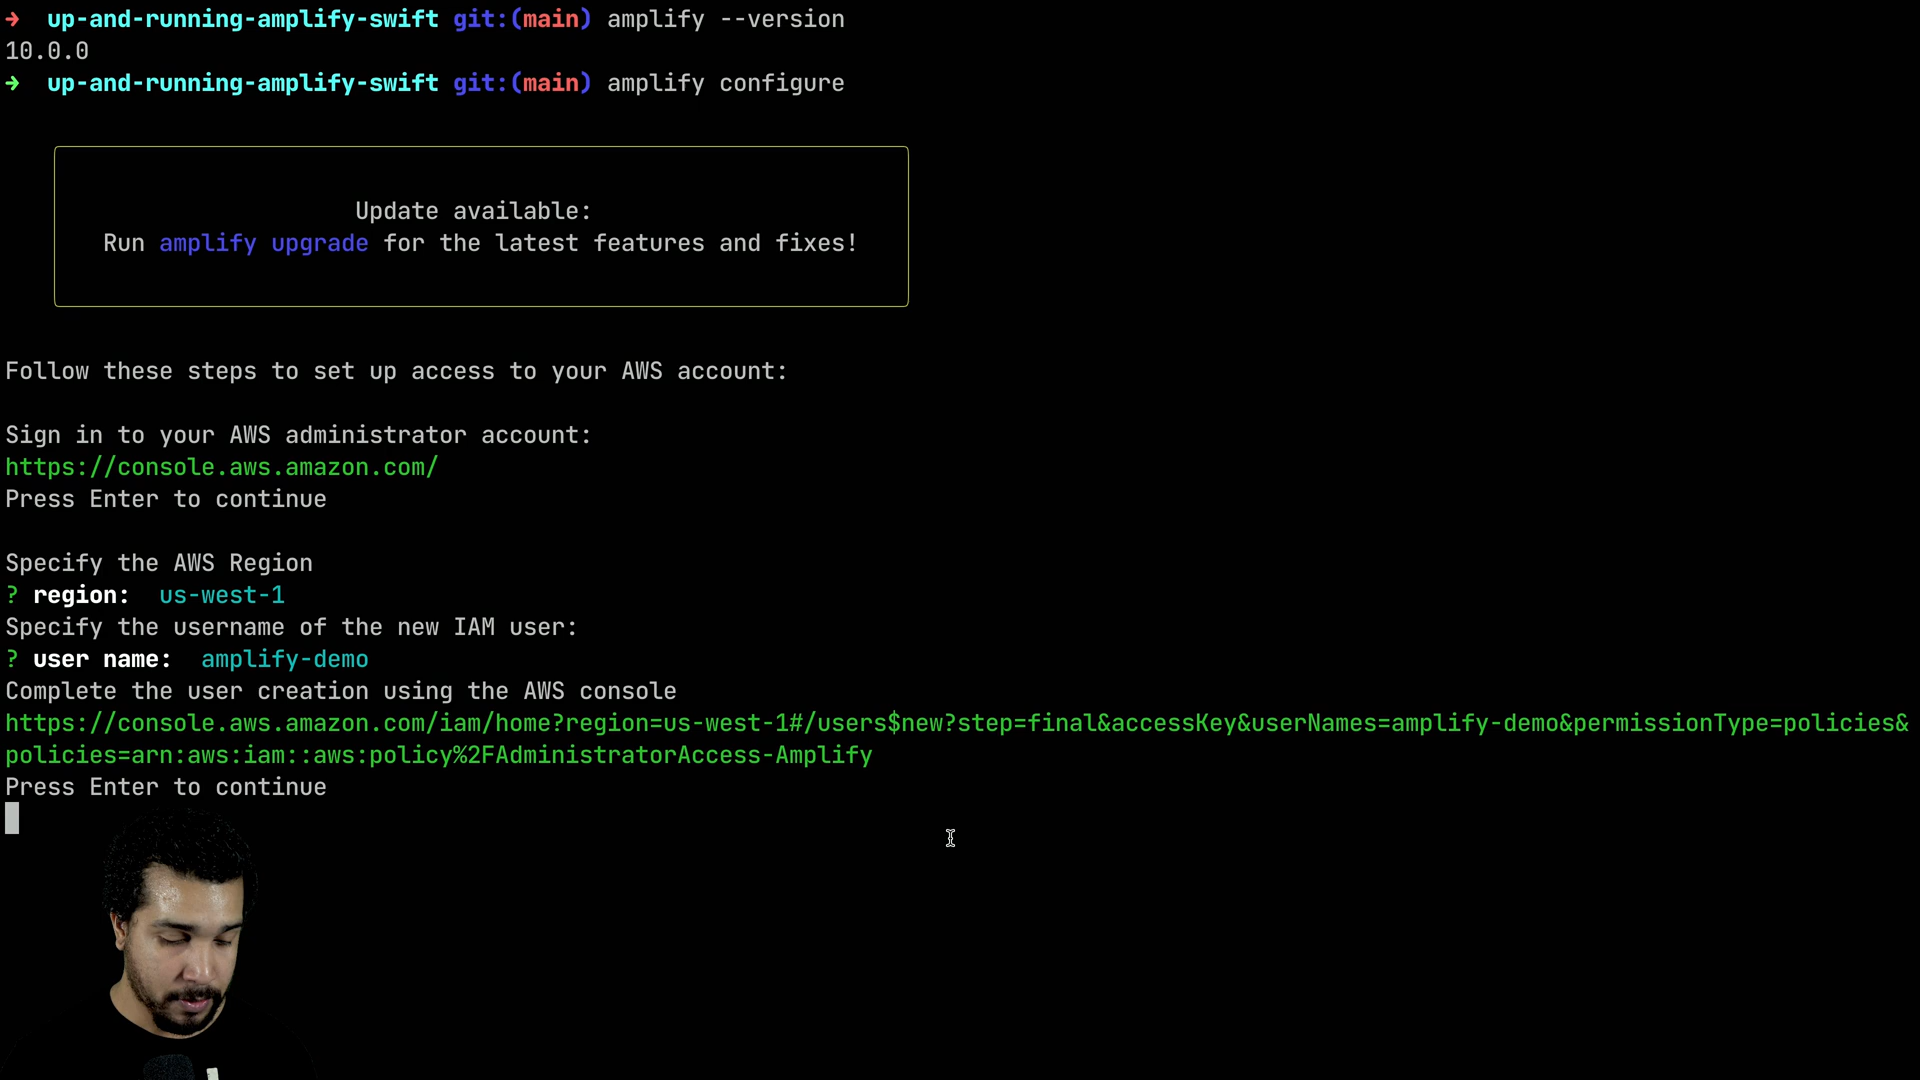 ➜ up-and-running-amplify-swift git:(main) amplify --version
10.0.0
➜ up-and-running-amplify-swift git:(main) amplify configure
Update available:
Run amplify upgrade for the latest features and fixes!
Follow these steps to set up access to your AWS account:
Sign in to your AWS administrator account:
https://console.aws.amazon.com/
Press Enter to continue
Specify the AWS Region
? region:  us-west-1
Specify the username of the new IAM user:
? user name:  amplify-demo
Complete the user creation using the AWS console
https://console.aws.amazon.com/iam/home?region=us-west-1#/users$new?step=final&accessKey&userNames=amplify-demo&permissionType=policies&
policies=arn:aws:iam::aws:policy%2FAdministratorAccess-Amplify
Press Enter to continue